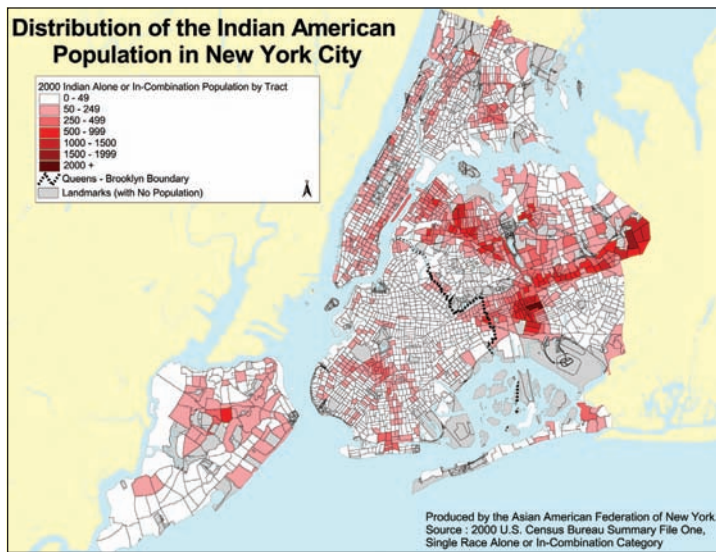 Distribution of the Indian American
Population in New York City
2000 Indian Alone or In-Combination Population by Tract
0 - 49
50 - 249
250 - 499
500 - 999
1000 - 1500
1500 - 1999
2000 +
Queens - Brooklyn Boundary
Landmarks (with No Population)
Produced by the Asian American Federation of New York.
Source : 2000 U.S. Census Bureau Summary File One,
Single Race Alone or In-Combination Category